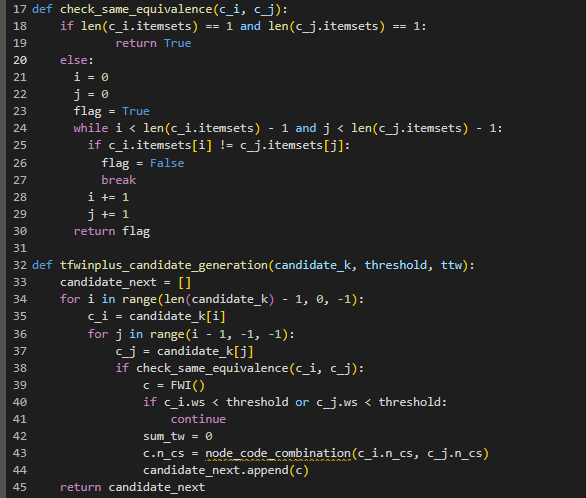 17 def check_same_equivalence(c_i, c_j):
18     if len(c_i.itemsets) == 1 and len(c_j.itemsets) == 1:
19             return True
20     else:
21       i = 0
22       j = 0
23       flag = True
24       while i < len(c_i.itemsets) - 1 and j < len(c_j.itemsets) - 1:
25         if c_i.itemsets[i] != c_j.itemsets[j]:
26           flag = False
27           break
28         i += 1
29         j += 1
30       return flag
31
32 def tfwinplus_candidate_generation(candidate_k, threshold, ttw):
33     candidate_next = []
34     for i in range(len(candidate_k) - 1, 0, -1):
35         c_i = candidate_k[i]
36         for j in range(i - 1, -1, -1):
37             c_j = candidate_k[j]
38             if check_same_equivalence(c_i, c_j):
39                 c = FWI()
40                 if c_i.ws < threshold or c_j.ws < threshold:
41                     continue
42                 sum_tw = 0
43                 c.n_cs = node_code_combination(c_i.n_cs, c_j.n_cs)
44                 candidate_next.append(c)
45     return candidate_next